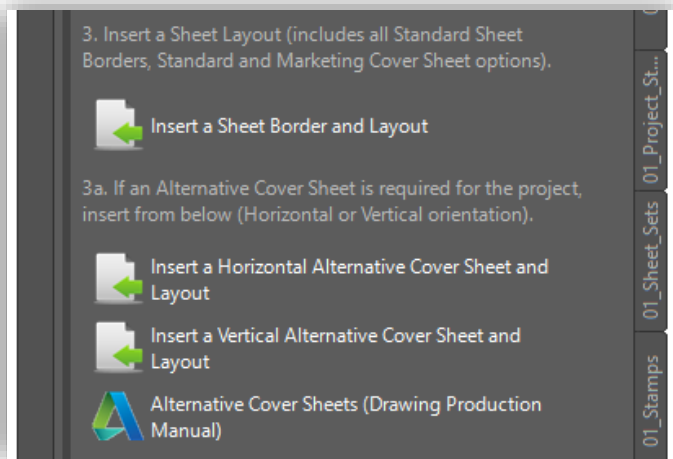 3. Insert a Sheet Layout (includes all Standard Sheet
Borders, Standard and Marketing Cover Sheet options).
Insert a Sheet Border and Layout
3a. If an Alternative Cover Sheet is required for the project,
insert from below (Horizontal or Vertical orientation).
Insert a Horizontal Alternative Cover Sheet and
Layout
Insert a Vertical Alternative Cover Sheet and
Layout
Alternative Cover Sheets (Drawing Production
Manual)
01_Project_St...
01_Sheet_Sets
01_Stamps